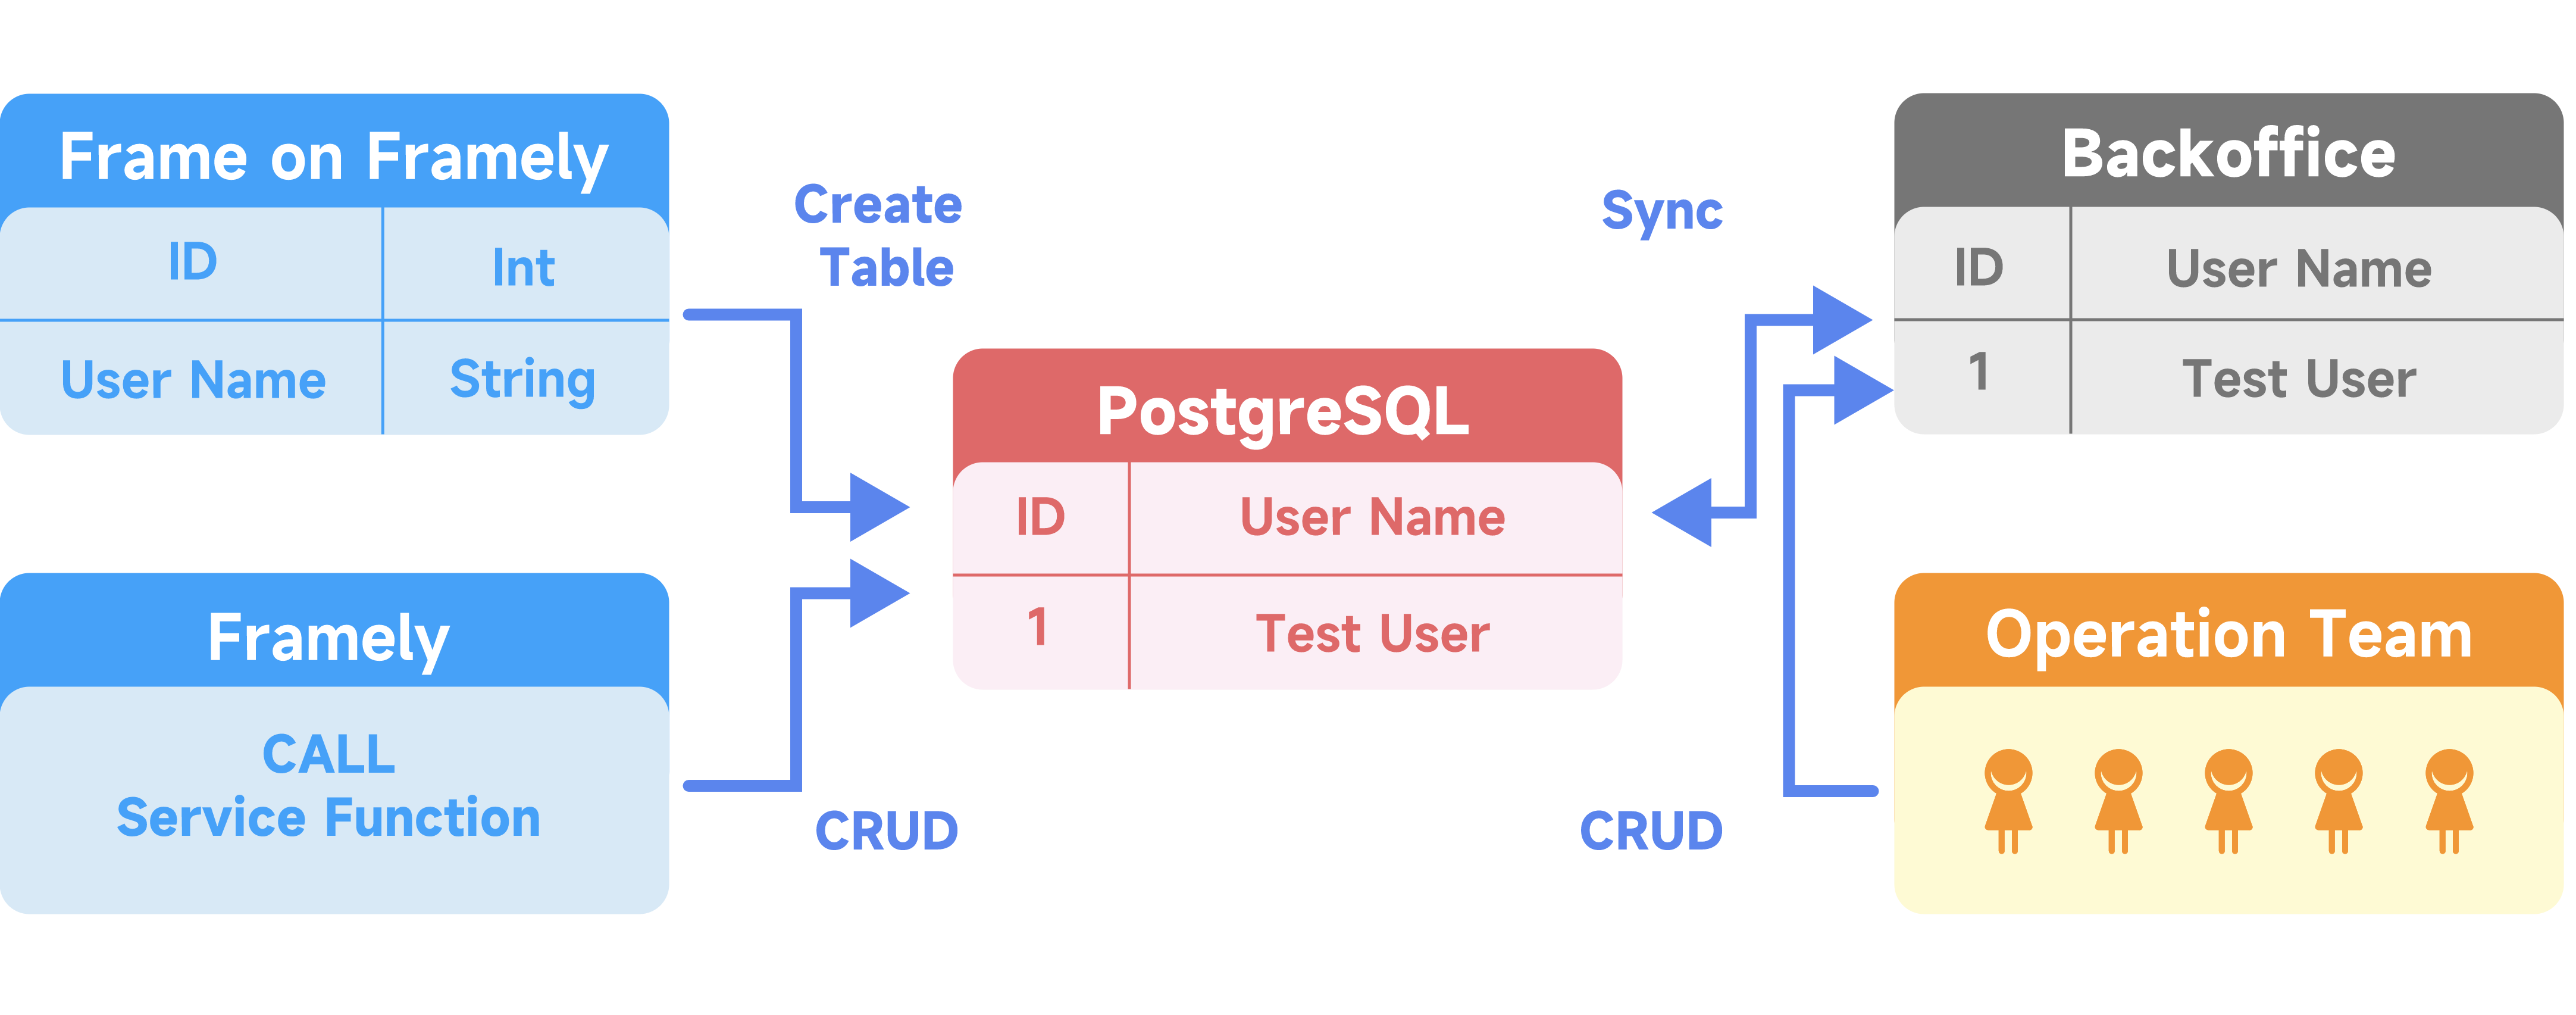 Frame on Framely
ID
Int
User Name
String
Create
Table
Framely
CALL
Service Function
CRUD
PostgreSQL
ID
User Name
1
Test User
Sync
Backoffice
ID
User Name
1
Test User
Operation Team
CRUD